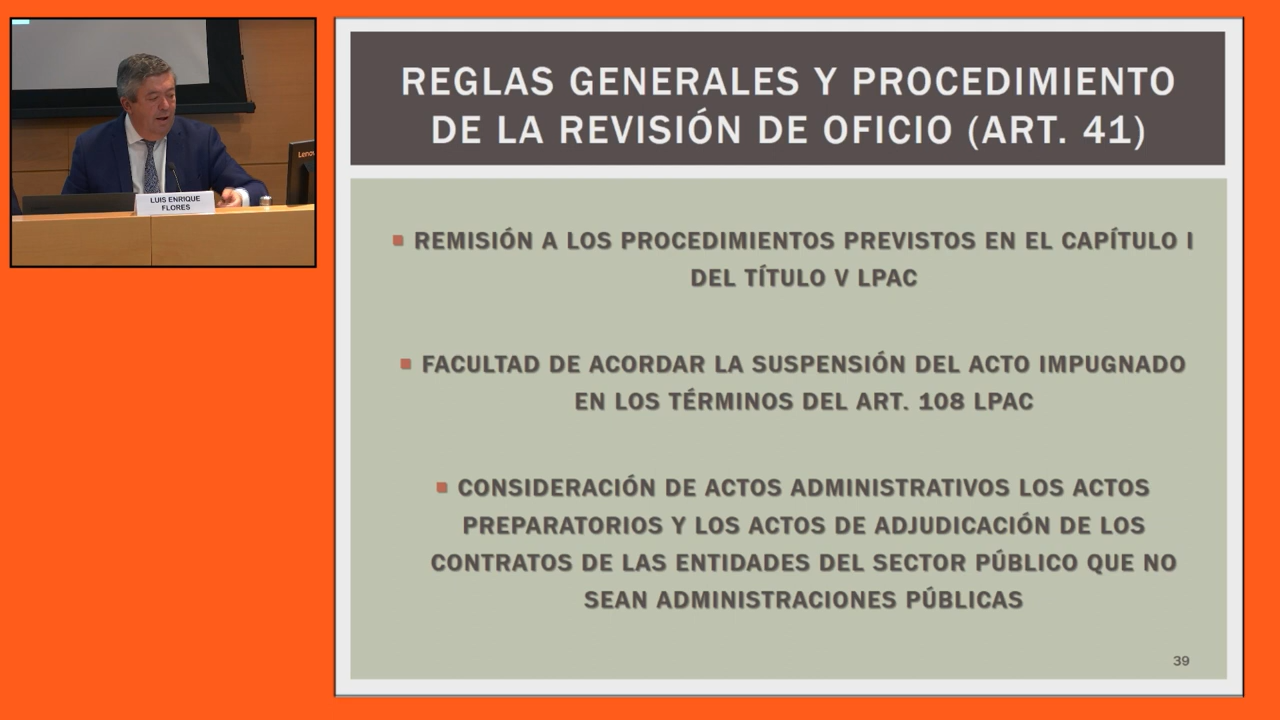 Lenov
LUIS ENRIQUE
FLORES
REGLAS GENERALES Y PROCEDIMIENTO
DE LA REVISIÓN DE OFICIO (ART. 41)
REMISIÓN A LOS PROCEDIMIENTOS PREVISTOS EN EL CAPÍTULO I
DEL TÍTULO V LPAC
FACULTAD DE ACORDAR LA SUSPENSIÓN DEL ACTO IMPUGNADO
EN LOS TÉRMINOS DEL ART. 108 LPAC
CONSIDERACIÓN DE ACTOS ADMINISTRATIVOS LOS ACTOS
PREPARATORIOS Y LOS ACTOS DE ADJUDICACIÓN DE LOS
CONTRATOS DE LAS ENTIDADES DEL SECTOR PÚBLICO QUE NO
SEAN ADMINISTRACIONES PÚBLICAS
39